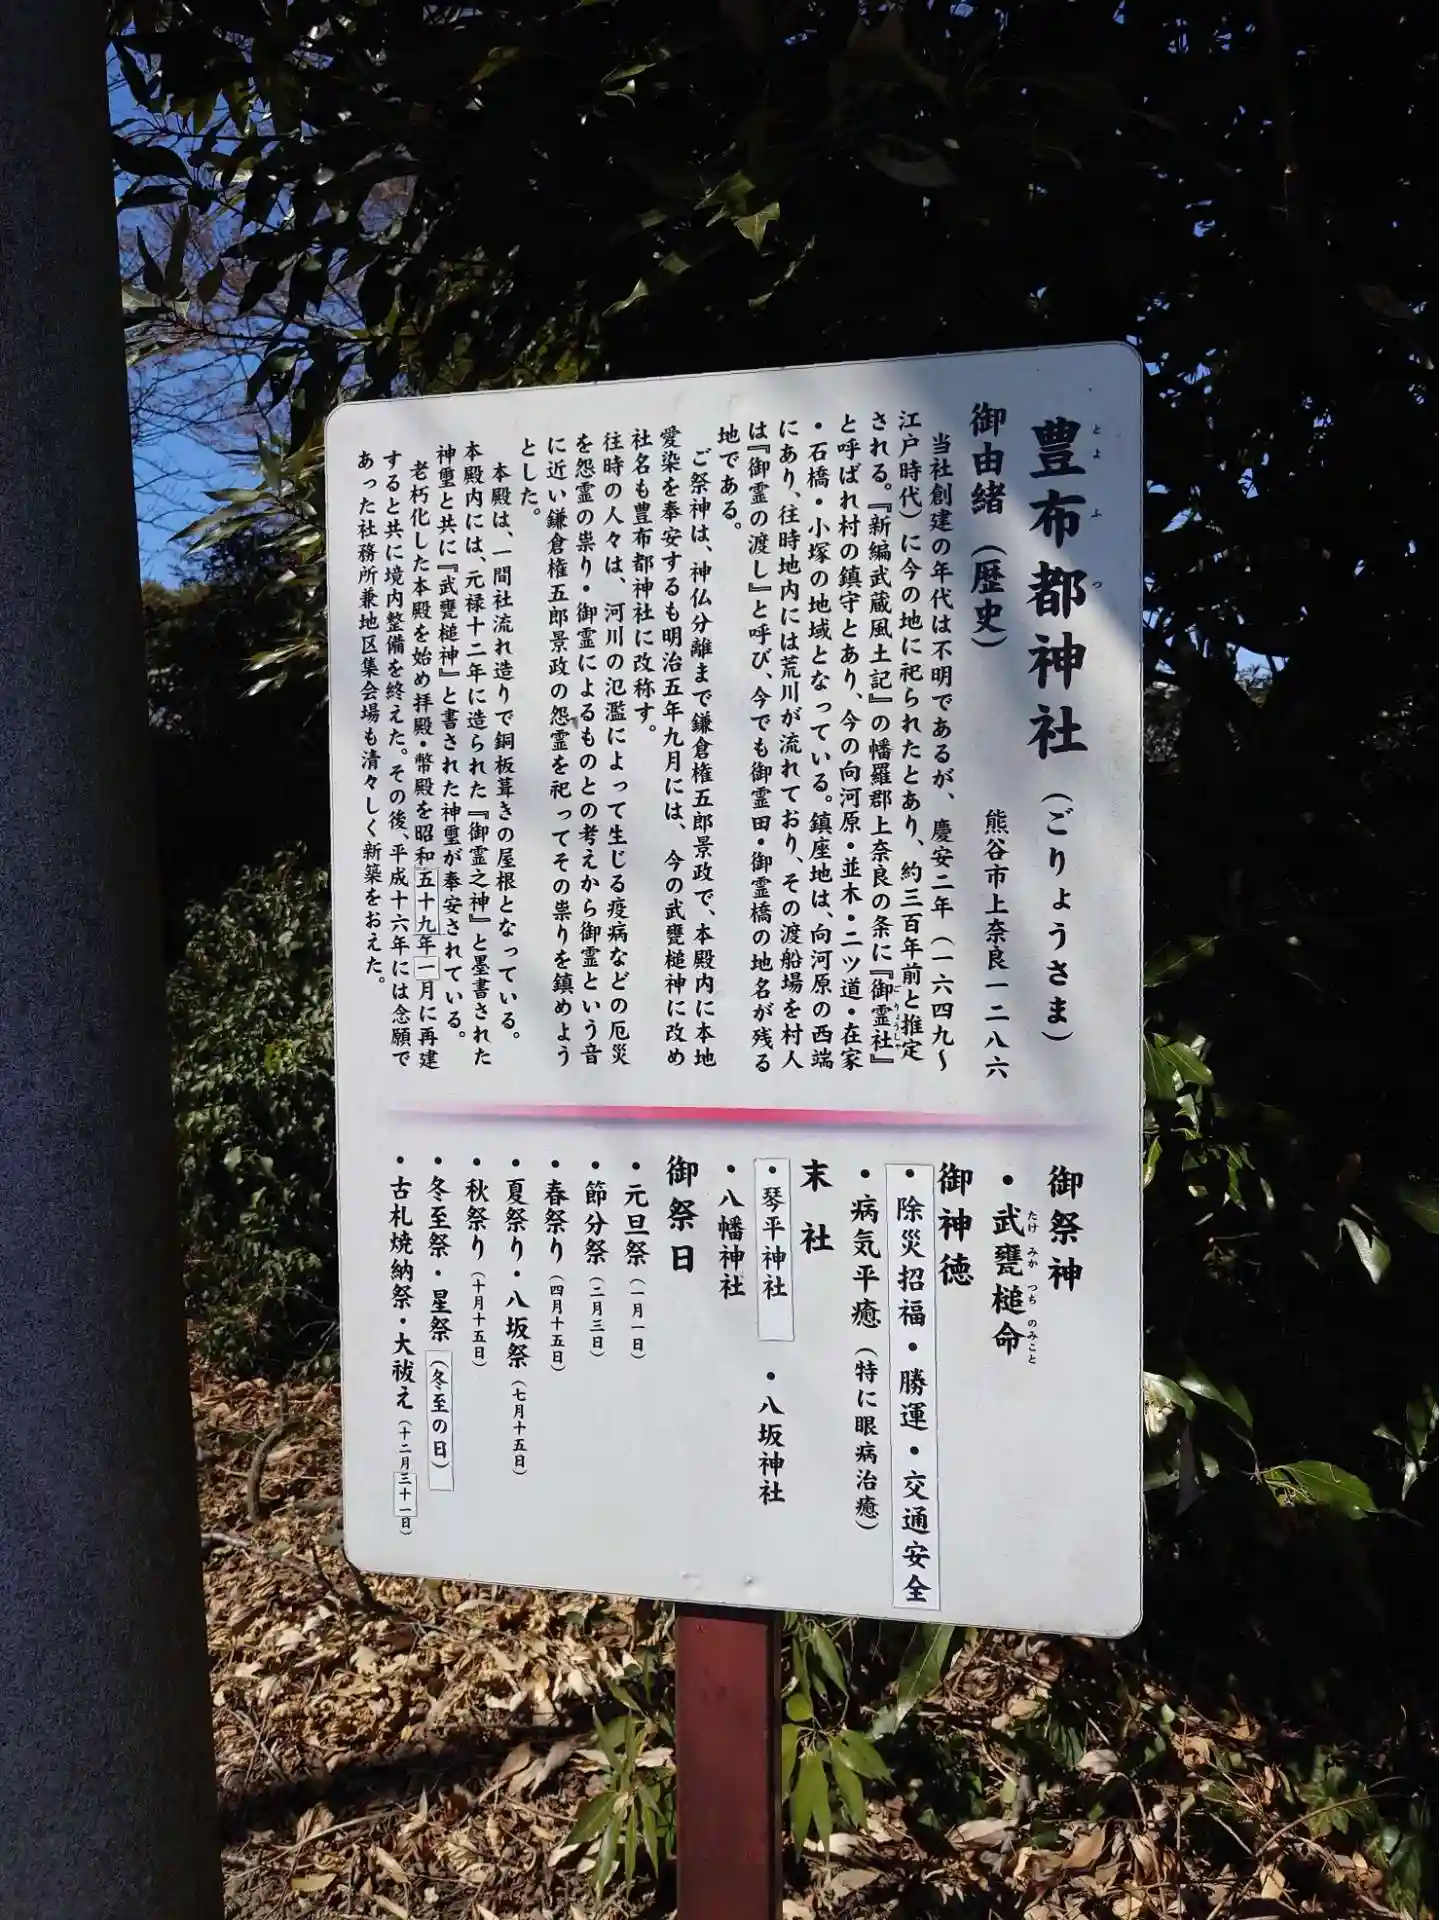 豊布都神社（ごりょうさま）
とよ ふ つ
熊谷市上奈良一二八六
御由緒（歴史）
当社創建の年代は不明であるが、慶安二年（一六四九～
江戸時代）に今の地に祀られたとあり、約三百年前と推定
される。『新編武蔵風土記』の幡羅郡上奈良の条に『御霊社』
ごりょうしゃ
と呼ばれ村の鎮守とあり、今の向河原・並木・二ツ道・在家
・石橋・小塚の地域となっている。鎮座地は、向河原の西端
にあり、往時地内には荒川が流れており、その渡船場を村人
は『御霊の渡し』と呼び、今でも御霊田・御霊橋の地名が残る
地である。
ご祭神は、神仏分離まで鎌倉権五郎景政で、本殿内に本地
愛染を奉安するも明治五年九月には、今の武甕槌神に改め
社名も豊布都神社に改称す。
往時の人々は、河川の氾濫によって生じる疫病などの厄災
を怨霊の祟り・御霊によるものとの考えから御霊という音
に近い鎌倉権五郎景政の怨霊を祀ってその祟りを鎮めよう
とした。
本殿は、一間社流れ造りで銅板葺きの屋根となっている。
本殿内には、元禄十二年に造られた『御霊之神』と墨書された
神璽と共に『武甕槌神』と書された神璽が奉安されている。
老朽化した本殿を始め拝殿・幣殿を昭和五十九年一月に再建
すると共に境内整備を終えた。その後、平成十六年には念願で
あった社務所兼地区集会場も清々しく新築をおえた。
御祭神
・武甕槌命
たけ みか つち のみこと
御神徳
・除災招福・勝運・交通安全
・病気平癒（特に眼病治癒）
末社
・琴平神社 ・八坂神社
・八幡神社
御祭日
・元旦祭（一月一日）
・節分祭（二月三日）
・春祭り（四月十五日）
・夏祭り・八坂祭（七月十五日）
・秋祭り（十月十五日）
・冬至祭・星祭（冬至の日）
・古札焼納祭・大祓え（十二月三十一日）